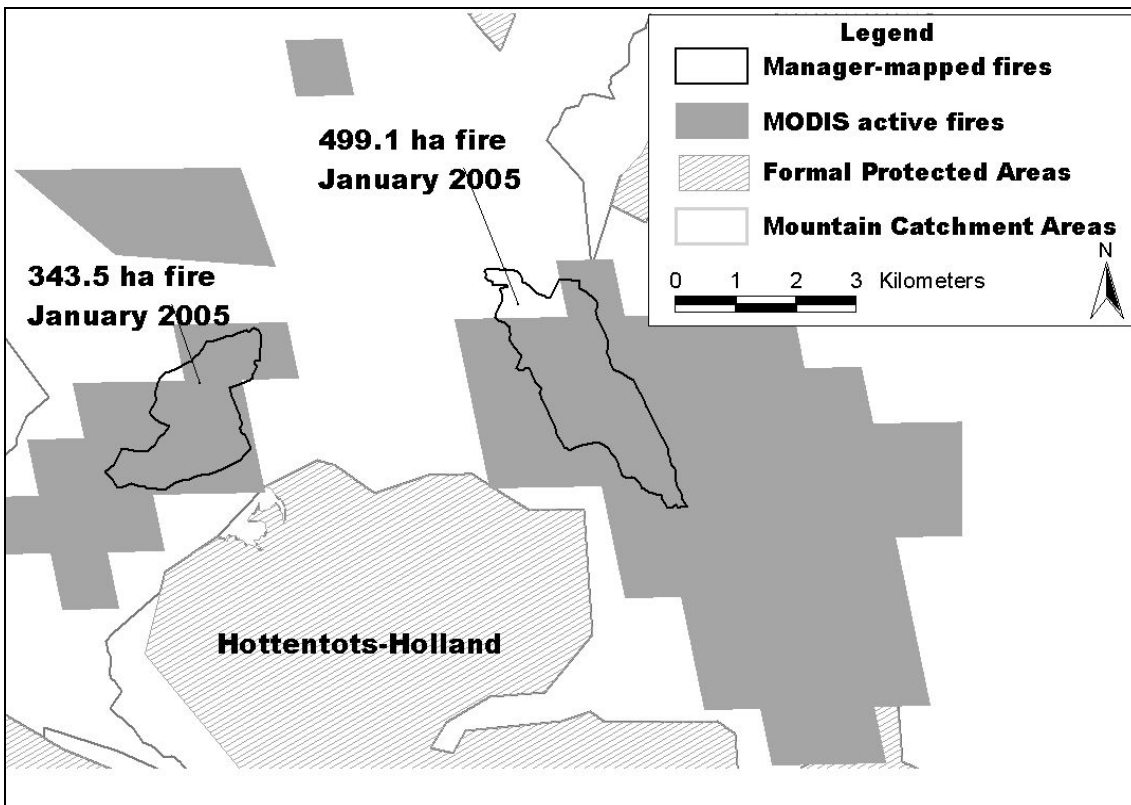 Legend
Manager-mapped fires
MODIS active fires
Formal Protected Areas
Mountain Catchment Areas
N
0 1 2 3 Kilometers
499.1 ha fire
January 2005
343.5 ha fire
January 2005
Hottentots-Holland